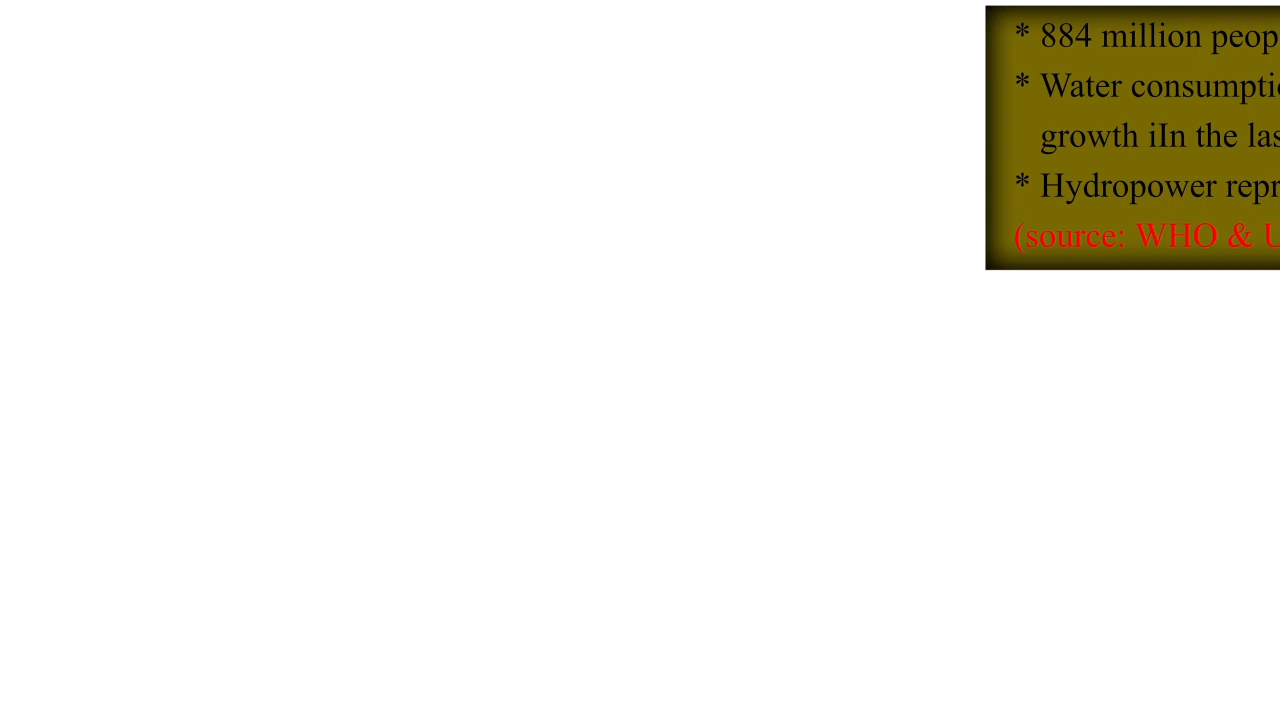 * 884 million peop
* Water consumptio
growth iIn the las
* Hydropower repr
(source: WHO & U